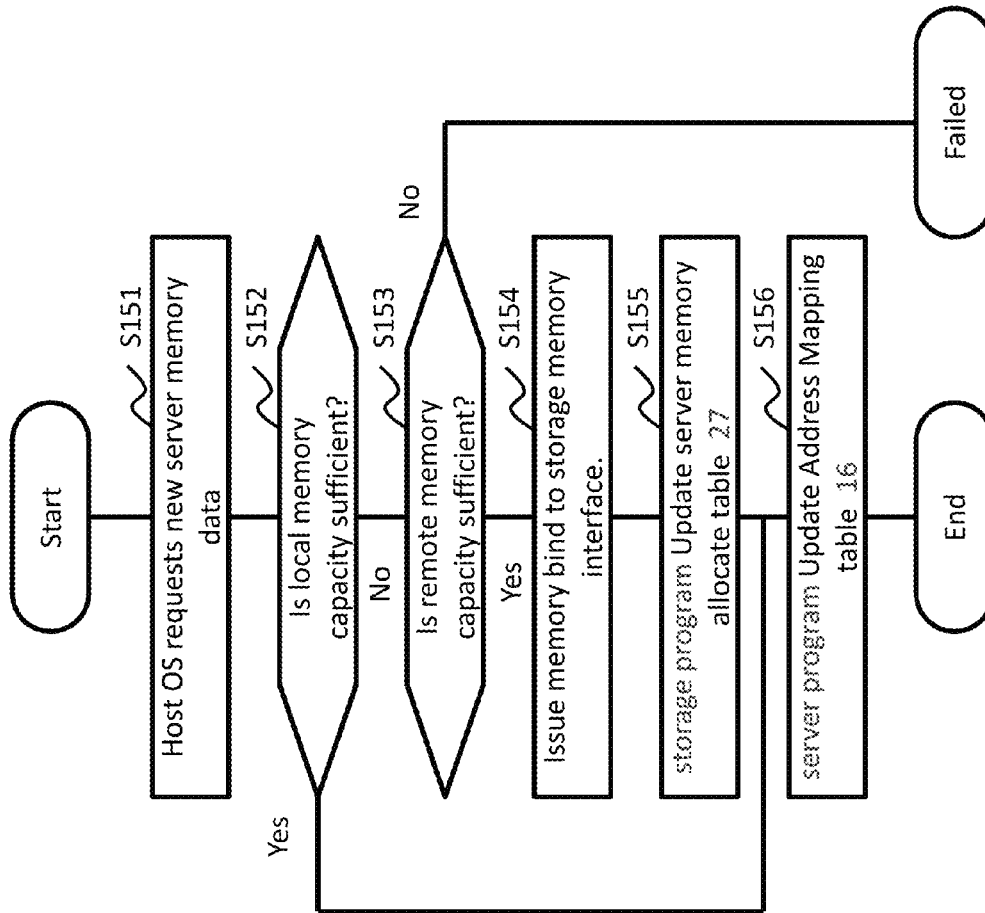 Start
S151
Host OS requests new server memory
data
S152
Is local memory
capacity sufficient?
Yes
No
S153
Is remote memory
capacity sufficient?
No
Yes
S154
Issue memory bind to storage memory
interface.
S155
storage program Update server memory
allocate table 27
S156
server program Update Address Mapping
table 16
End
Failed